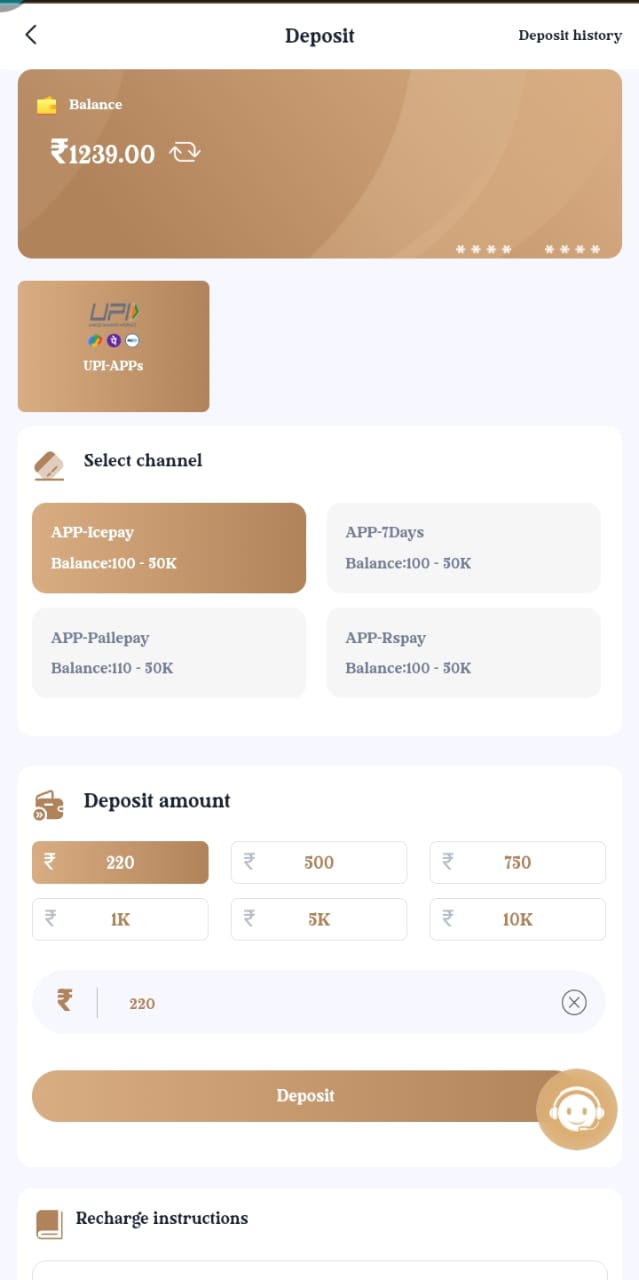 Deposit
Deposit history
Balance
₹1239.00
**** ****
UPI
UPI-APPs
Select channel
APP-Icepay
Balance:100 - 50K
APP-7Days
Balance:100 - 50K
APP-Pailepay
Balance:110 - 50K
APP-Rspay
Balance:100 - 50K
Deposit amount
₹ 220
₹ 500
₹ 750
₹ 1K
₹ 5K
₹ 10K
₹ 220
Deposit
Recharge instructions